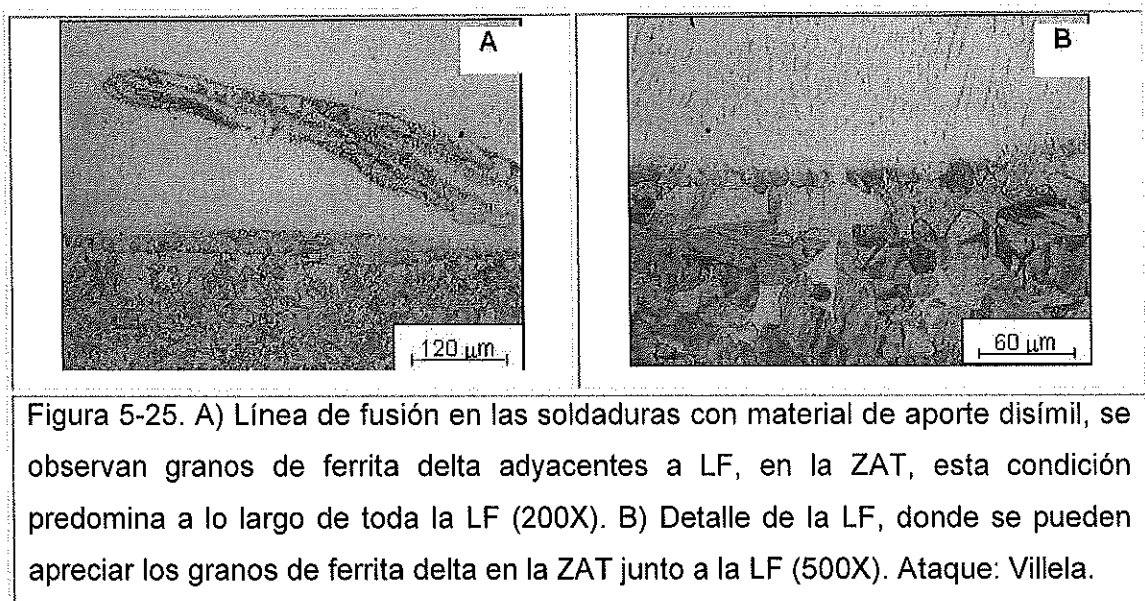 A
B
120 µm
60 µm
Figura 5-25. A) Línea de fusión en las soldaduras con material de aporte disímil, se
observan granos de ferrita delta adyacentes a LF, en la ZAT, esta condición
predomina a lo largo de toda la LF (200X). B) Detalle de la LF, donde se pueden
apreciar los granos de ferrita delta en la ZAT junto a la LF (500X). Ataque: Villela.